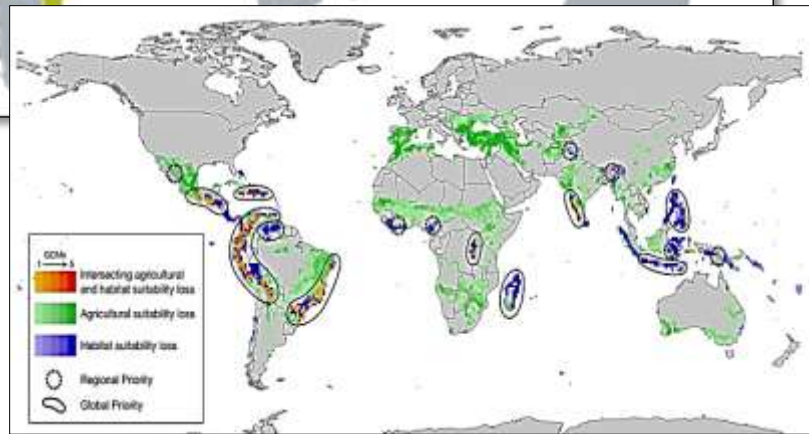 GCMs
1 → 5
Intersecting agricultural
and habitat suitability loss
Agricultural suitability loss
Habitat suitability loss
Regional Priority
Global Priority